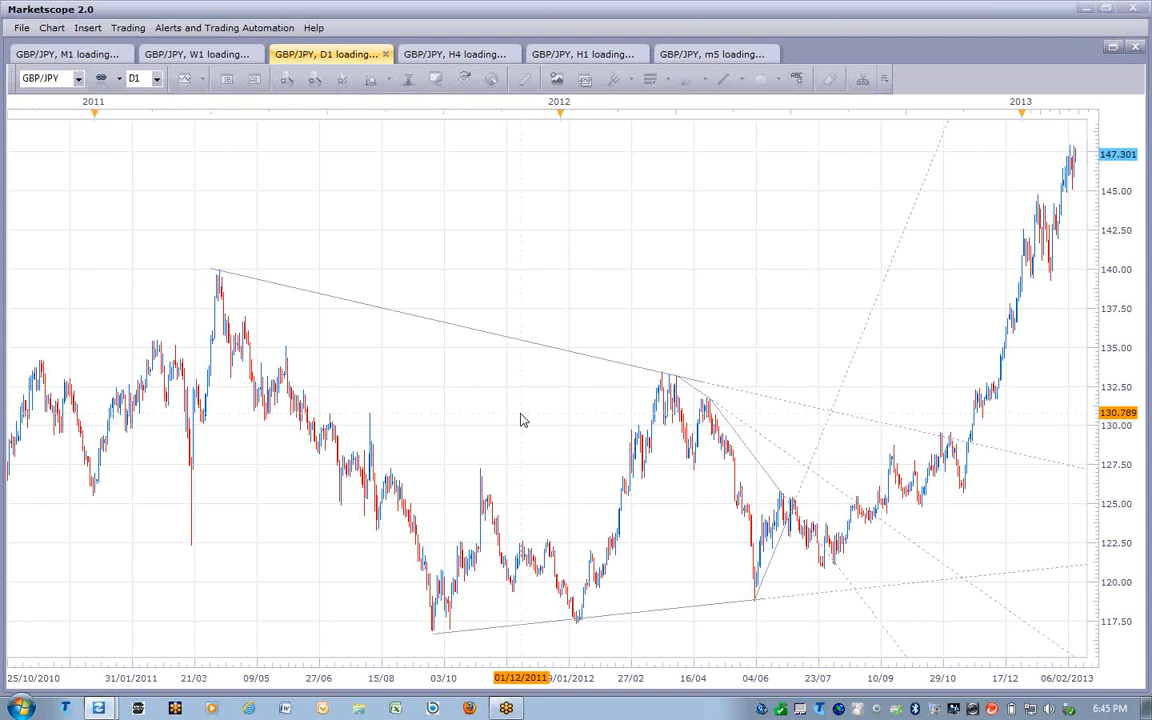 Marketscope 2.0
File Chart Insert Trading Alerts and Trading Automation Help
GBP/JPY, M1 loading... GBP/JPY, W1 loading... GBP/JPY, D1 loading... GBP/JPY, H4 loading... GBP/JPY, H1 loading... GBP/JPY, m5 loading...
GBP/JPY D1
2011 2012 2013
147.301
145.00
142.50
140.00
137.50
135.00
132.50
130.789
130.00
127.50
125.00
122.50
120.00
117.50
25/10/2010 31/01/2011 21/02 09/05 27/06 15/08 03/10 01/12/2011 9/01/2012 27/02 16/04 04/06 23/07 10/09 29/10 17/12 06/02/2013
6:45 PM